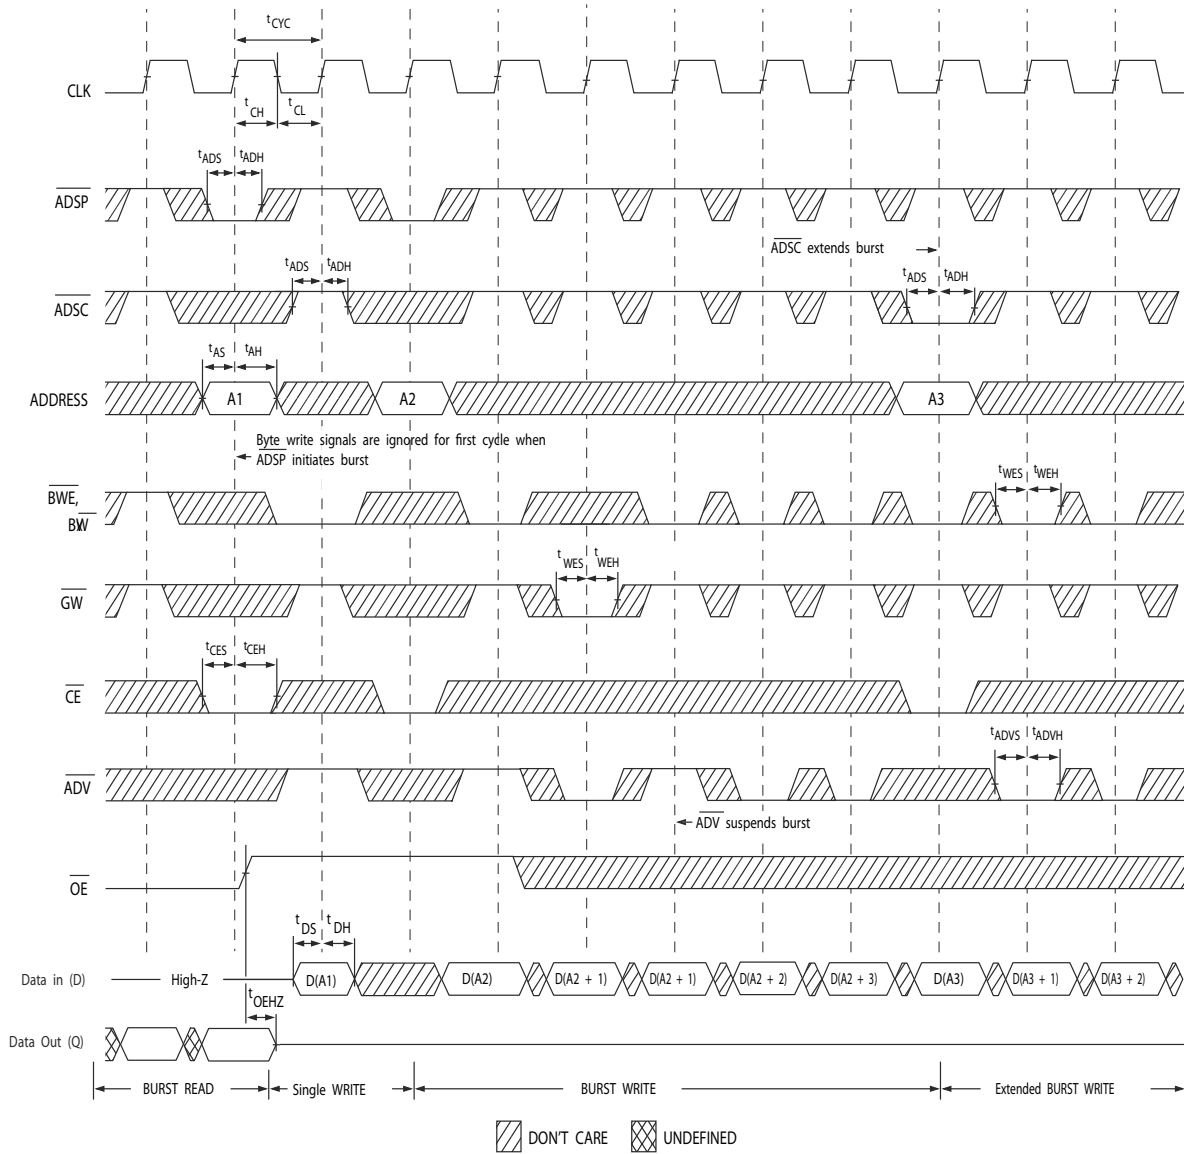 tCYC
CLK
tCH
tCL
tADS tADH
ADSP
ADSC extends burst
tADS tADH
tADS tADH
ADSC
tAS tAH
ADDRESS
A1
A2
A3
Byte write signals are ignored for first cycle when
ADSP initiates burst
tWES tWEH
BWE,
BW
tWES tWEH
GW
tCES tCEH
CE
tADVS tADVH
ADV
ADV suspends burst
OE
tDS tDH
Data in (D)
High-Z
D(A1)
D(A2)
D(A2 + 1)
D(A2 + 1)
D(A2 + 2)
D(A2 + 3)
D(A3)
D(A3 + 1)
D(A3 + 2)
tOEHZ
Data Out (Q)
BURST READ
Single WRITE
BURST WRITE
Extended BURST WRITE
DON'T CARE
UNDEFINED